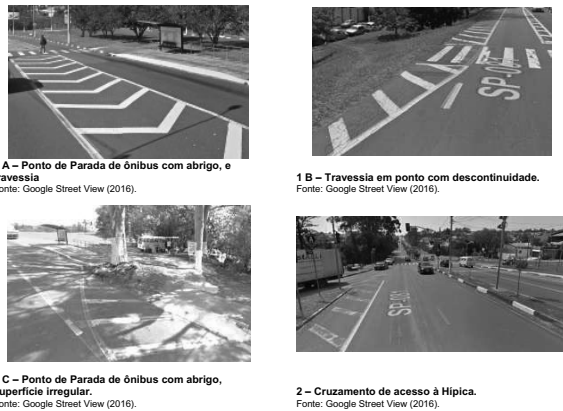 A – Ponto de Parada de ônibus com abrigo, e
ravessia
onte: Google Street View (2016).
1 B – Travessia em ponto com descontinuidade.
Fonte: Google Street View (2016).
C – Ponto de Parada de ônibus com abrigo,
uperfície irregular.
onte: Google Street View (2016).
2 – Cruzamento de acesso à Hípica.
Fonte: Google Street View (2016).